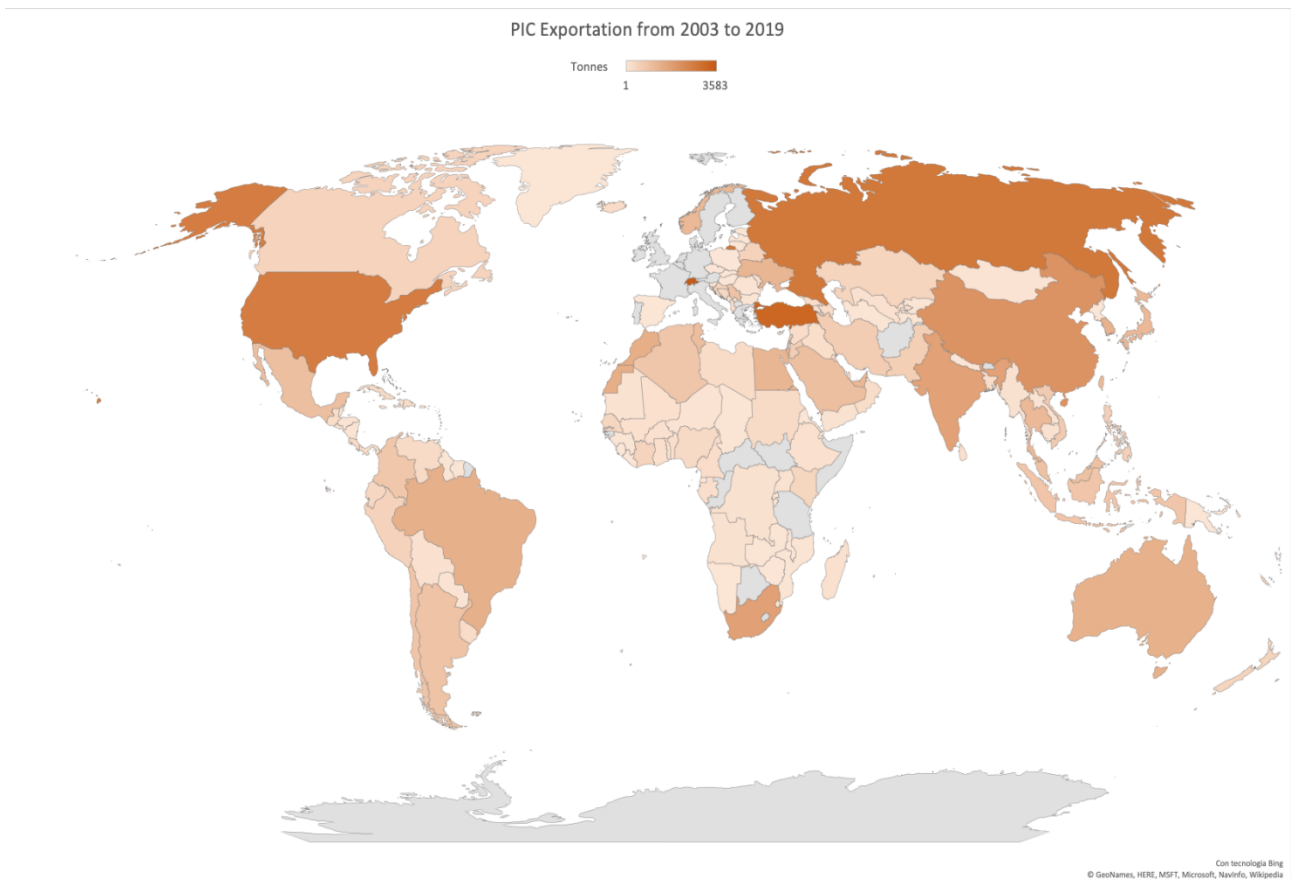 PIC Exportation from 2003 to 2019
Tonnes
1 3583
Con tecnologia Bing
© GeoNames, HERE, MSFT, Microsoft, NavInfo, Wikipedia